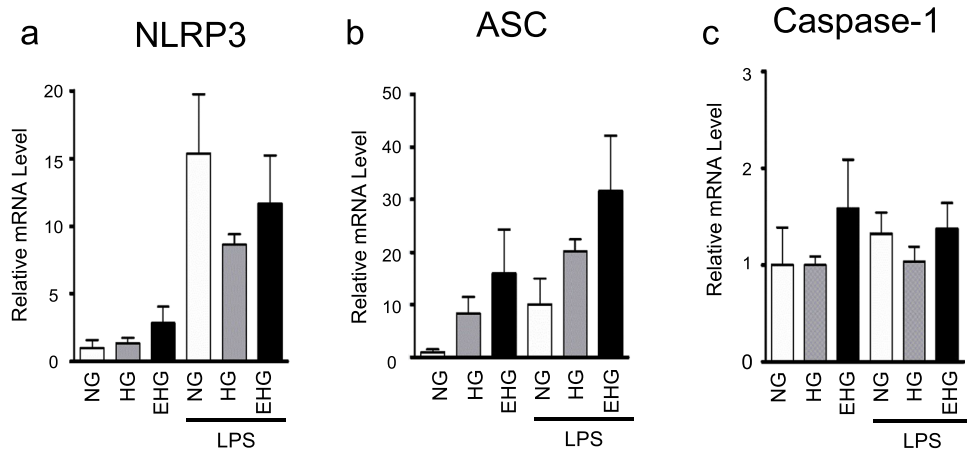 a
NLRP3
Relative mRNA Level
20
15
10
5
0
NG
HG
EHG
NG
HG
EHG
LPS
b
ASC
Relative mRNA Level
50
40
30
20
10
0
NG
HG
EHG
NG
HG
EHG
LPS
c
Caspase-1
Relative mRNA Level
3
2
1
0
NG
HG
EHG
NG
HG
EHG
LPS